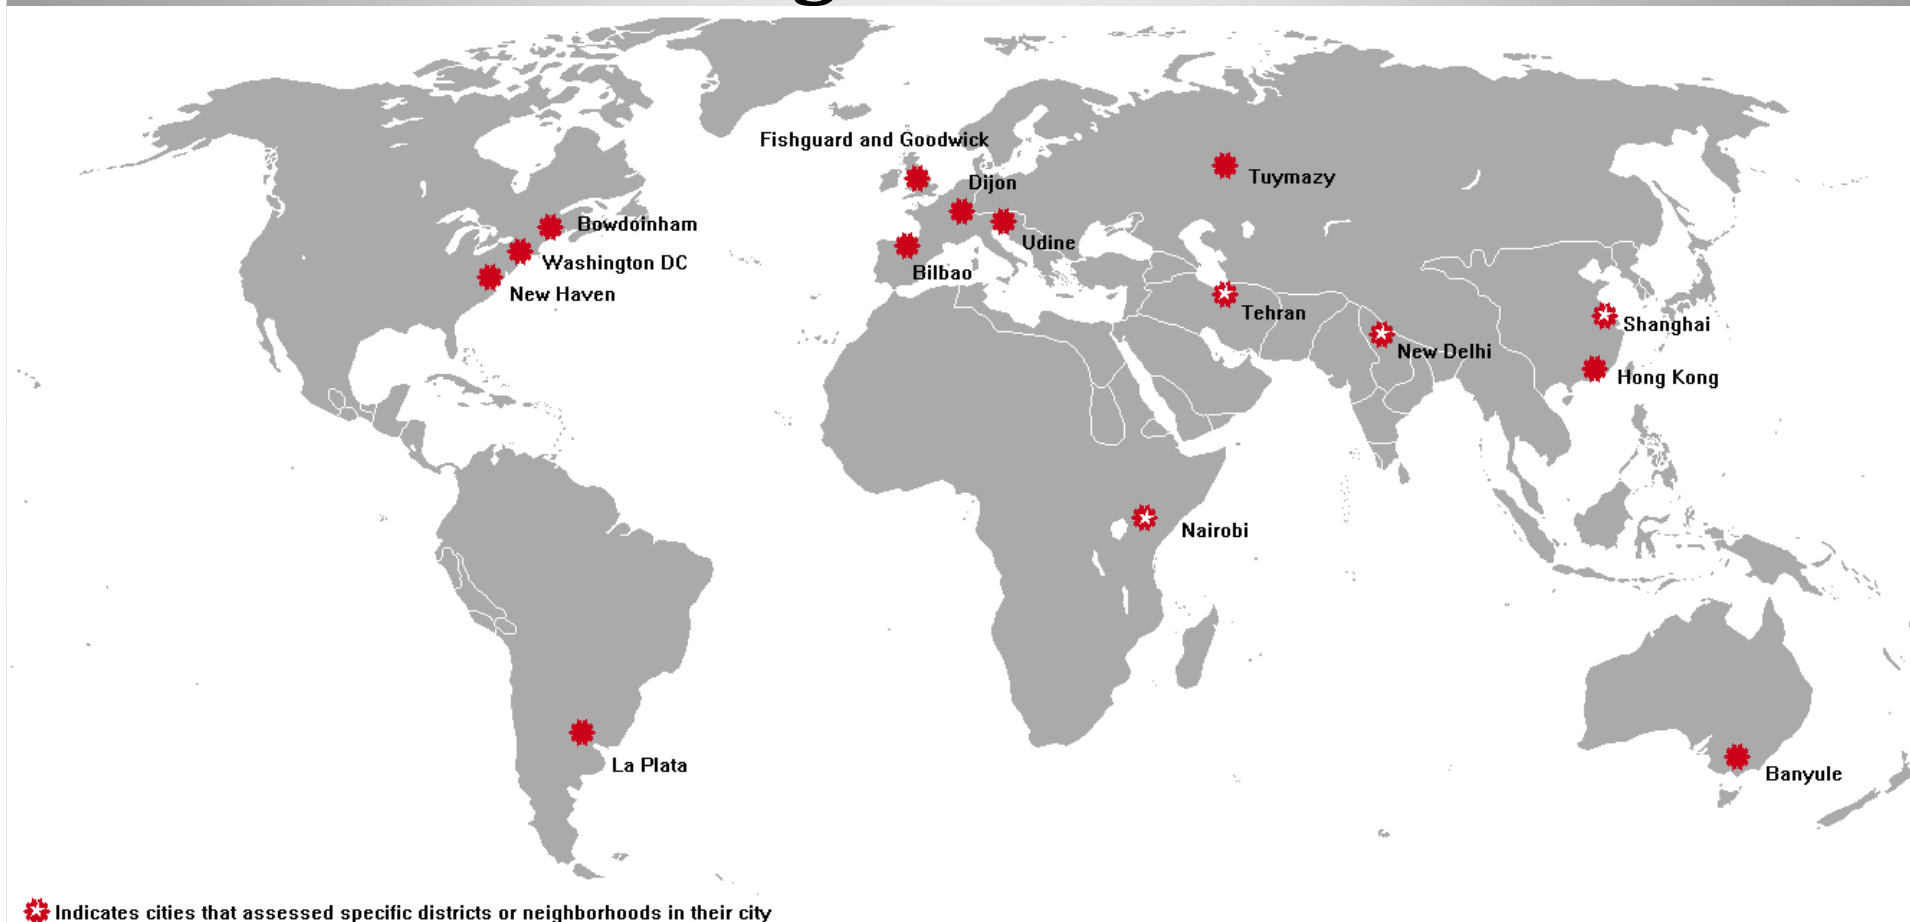 Fishguard and Goodwick
Dijon
Tuymazy
Bowdoinham
Udine
Washington DC
Bilbao
New Haven
Tehran
Shanghai
New Delhi
Hong Kong
Nairobi
La Plata
Banyule
Indicates cities that assessed specific districts or neighborhoods in their city